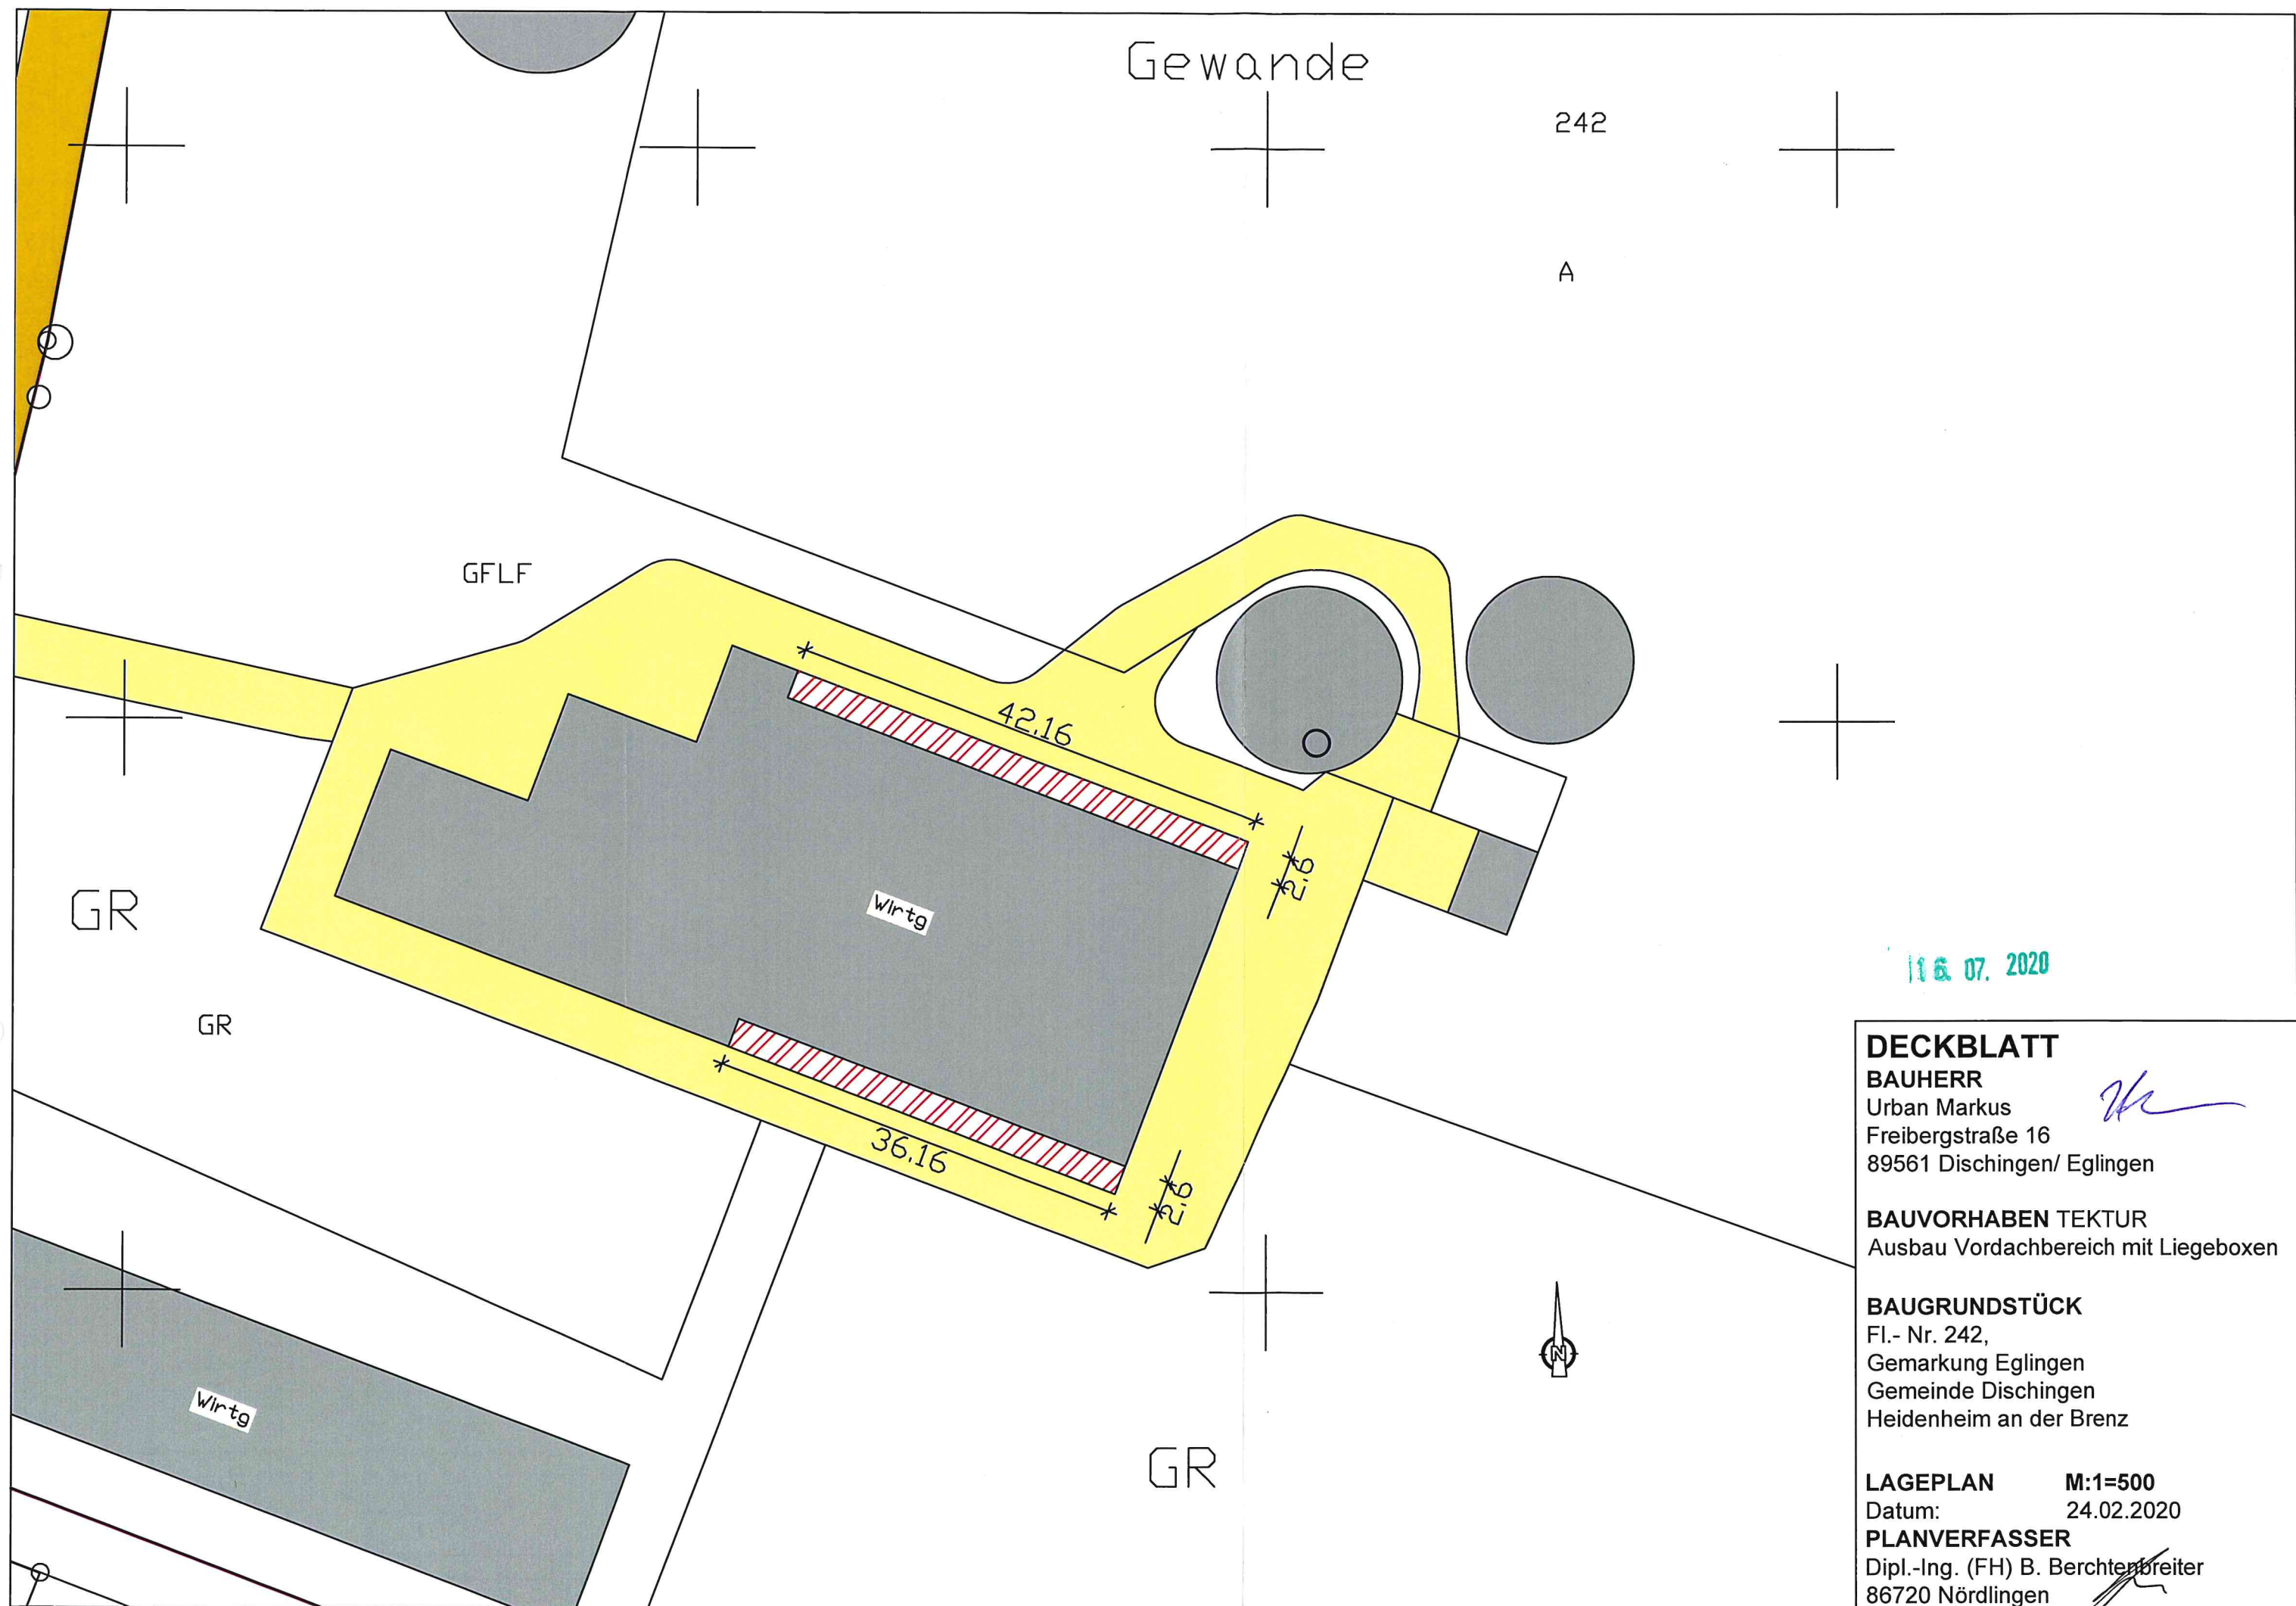 Gewande
242
A
GFLF
42.16
2.6
GR
Wirtg
GR
36.16
2.6
Wirtg
GR
N
16. 07. 2020
DECKBLATT
BAUHERR
Urban Markus
Freibergstraße 16
89561 Dischingen/ Eglingen
BAUVORHABEN TEKTUR
Ausbau Vordachbereich mit Liegeboxen
BAUGRUNDSTÜCK
Fl.- Nr. 242,
Gemarkung Eglingen
Gemeinde Dischingen
Heidenheim an der Brenz
LAGEPLAN M:1=500
Datum: 24.02.2020
PLANVERFASSER
Dipl.-Ing. (FH) B. Berchtenbreiter
86720 Nördlingen